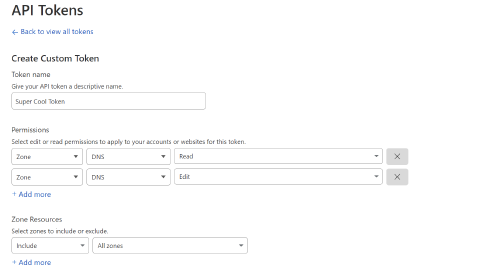 API Tokens
← Back to view all tokens
Create Custom Token
Token name
Give your API token a descriptive name.
Super Cool Token
Permissions
Select edit or read permissions to apply to your accounts or websites for this token.
Zone DNS Read
Zone DNS Edit
+ Add more
Zone Resources
Select zones to include or exclude.
Include All zones
+ Add more